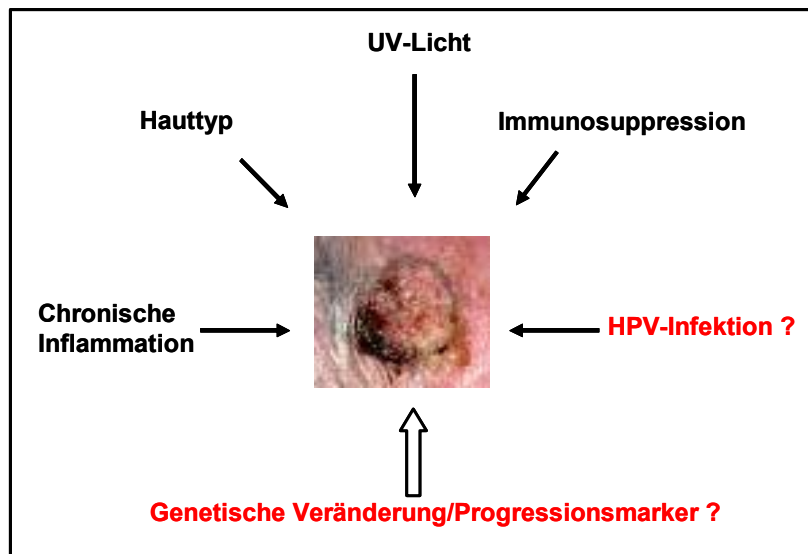 UV-Licht
Hauttyp
Immunosuppression
Chronische
Inflammation
HPV-Infektion ?
Genetische Veränderung/Progressionsmarker ?